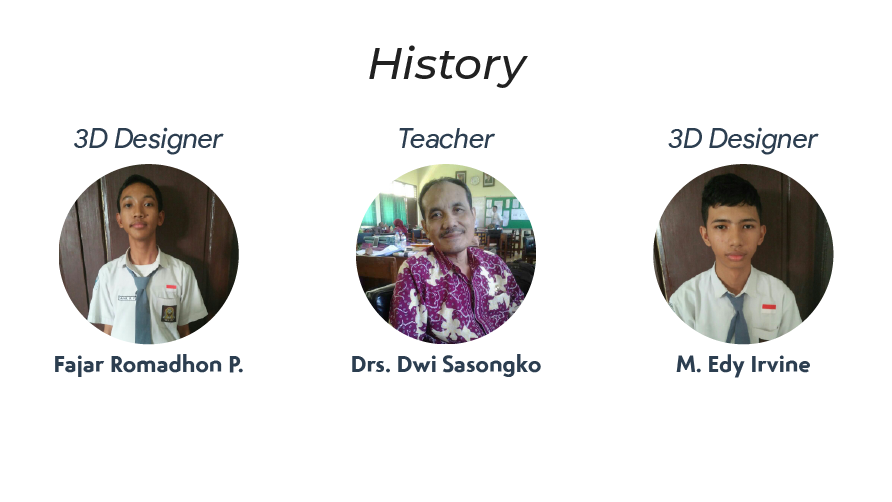 History
3D Designer
Teacher
3D Designer
Fajar Romadhon P.
Drs. Dwi Sasongko
M. Edy Irvine